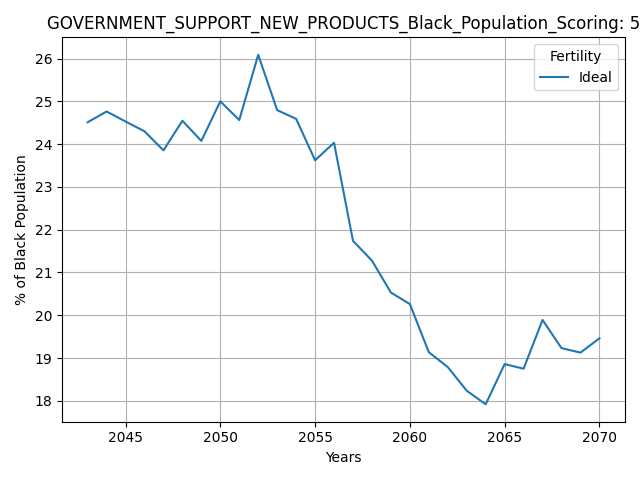 GOVERNMENT_SUPPORT_NEW_PRODUCTS_Black_Population_Scoring: 5
Fertility
Ideal
% of Black Population
26
25
24
23
22
21
20
19
18
2045 2050 2055 2060 2065 2070
Years